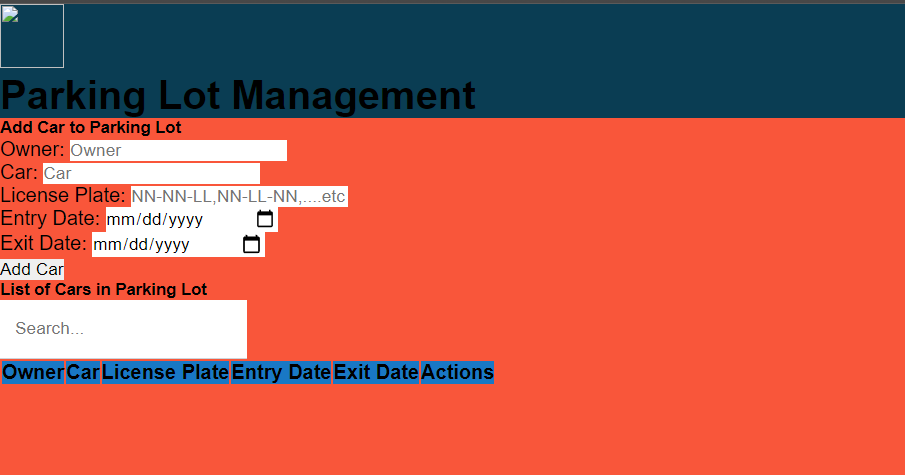 Parking Lot Management
Add Car to Parking Lot
Owner: Owner
Car: Car
License Plate: NN-NN-LL,NN-LL-NN,....etc
Entry Date: mm/dd/yyyy
Exit Date: mm/dd/yyyy
Add Car
List of Cars in Parking Lot
Search...
Owner Car License Plate Entry Date Exit Date Actions